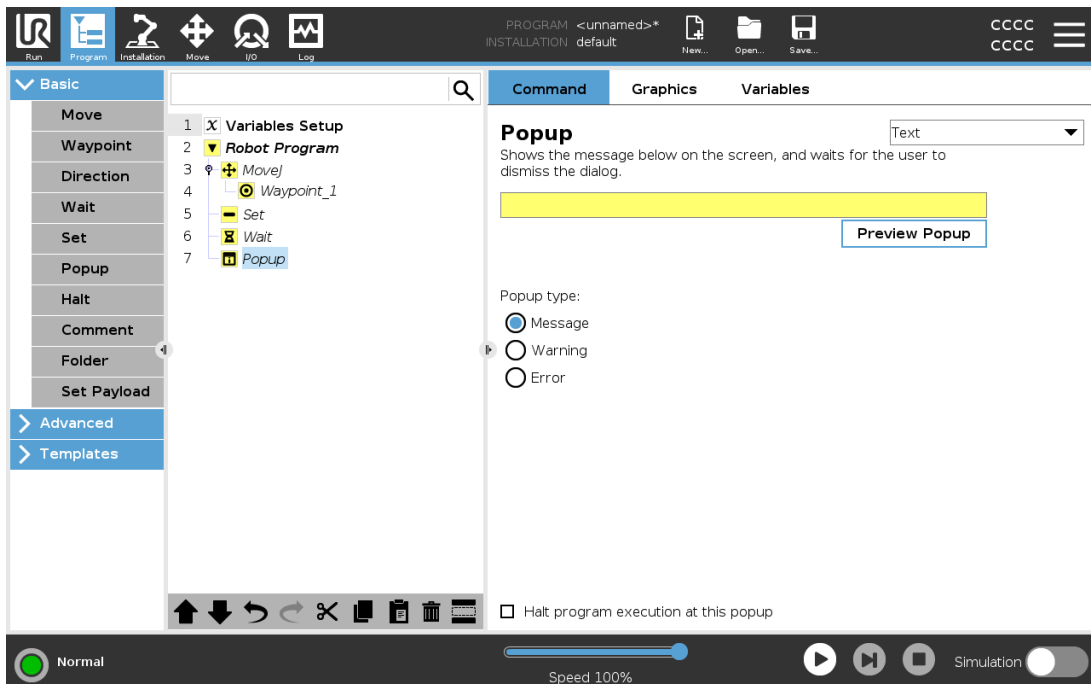 UR
PROGRAM <unnamed>*
INSTALLATION default
CCCC
CCCC
Run Program Installation Move I/O Log New... Open... Save...
Basic
Move
Waypoint
Direction
Wait
Set
Popup
Halt
Comment
Folder
Set Payload
Advanced
Templates
1 X Variables Setup
2 Robot Program
3 MoveJ
4 Waypoint_1
5 Set
6 Wait
7 Popup
Command Graphics Variables
Popup
Text
Shows the message below on the screen, and waits for the user to
dismiss the dialog.
Preview Popup
Popup type:
Message
Warning
Error
Halt program execution at this popup
Normal
Speed 100%
Simulation